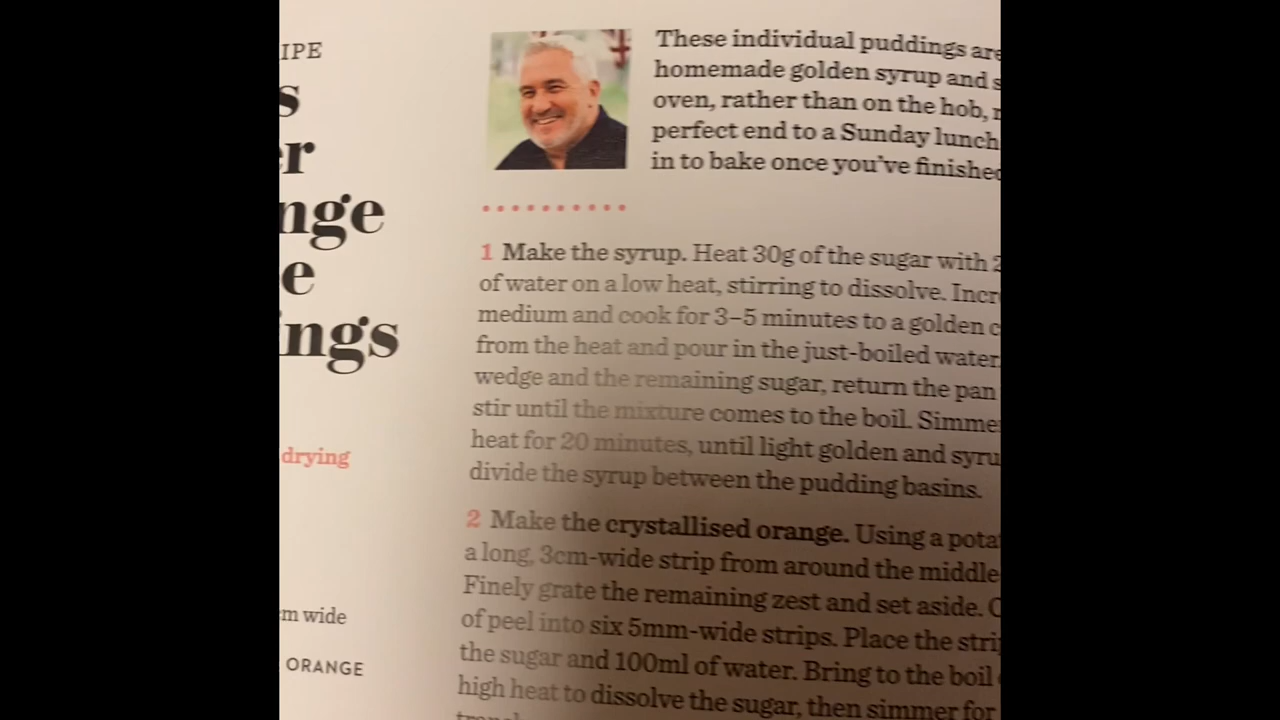 IPE
s
er
nge
e
ings
drying
m wide
ORANGE
These individual puddings are
homemade golden syrup and s
oven, rather than on the hob,
perfect end to a Sunday lunch
in to bake once you've finished
1 Make the syrup. Heat 30g of the sugar with 2
of water on a low heat, stirring to dissolve. Incr
medium and cook for 3–5 minutes to a golden c
from the heat and pour in the just-boiled water
wedge and the remaining sugar, return the pan
stir until the mixture comes to the boil. Simme
heat for 20 minutes, until light golden and syru
divide the syrup between the pudding basins.
2 Make the crystallised orange. Using a pota
a long, 3cm-wide strip from around the middle
Finely grate the remaining zest and set aside. C
of peel into six 5mm-wide strips. Place the stri
the sugar and 100ml of water. Bring to the boil
high heat to dissolve the sugar, then simmer for